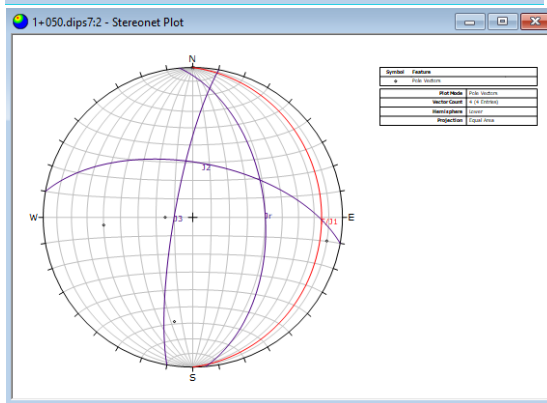 1+050.dips7:2 - Stereonet Plot
Symbol Feature
Pole Vectors
Plot Mode Pole Vectors
Vector Count 4 (4 Entries)
Hemisphere Lower
Projection Equal Area
N
J2
W
J3
Jr
F/J1
E
S